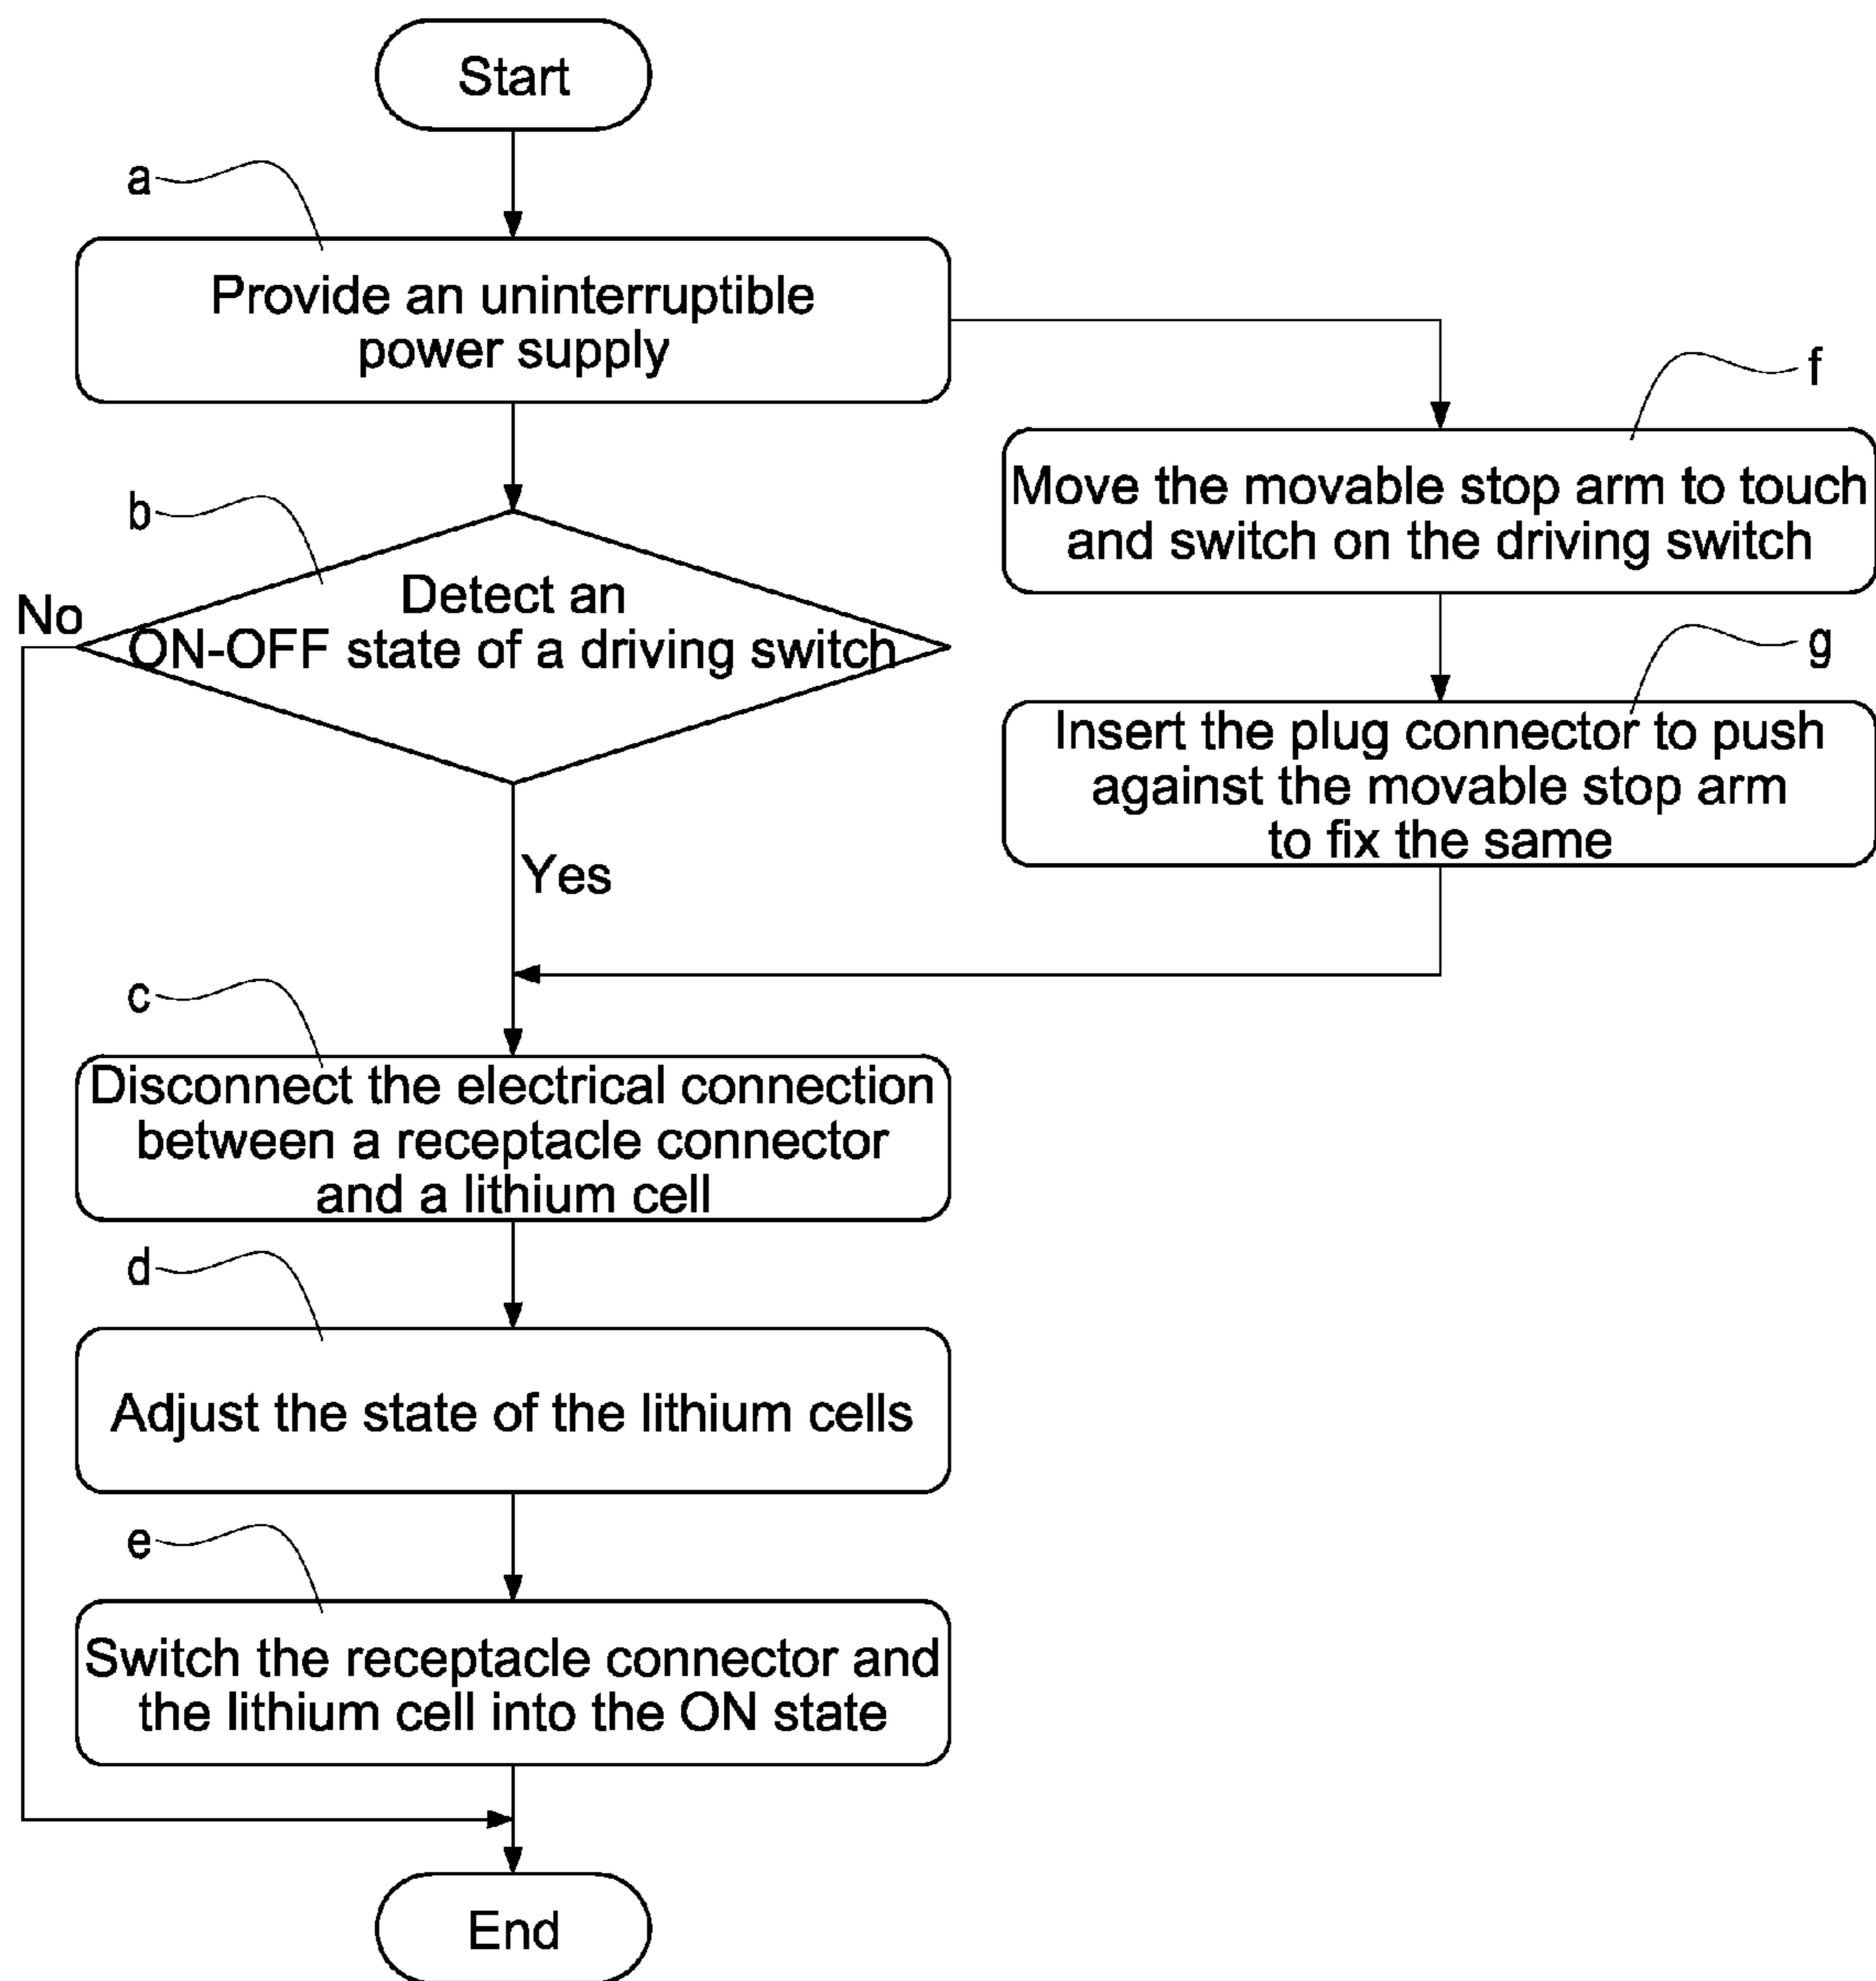 Start
a
Provide an uninterruptible
power supply
f
Move the movable stop arm to touch
and switch on the driving switch
b
Detect an
ON-OFF state of a driving switch
No
g
Insert the plug connector to push
against the movable stop arm
to fix the same
Yes
c
Disconnect the electrical connection
between a receptacle connector
and a lithium cell
d
Adjust the state of the lithium cells
e
Switch the receptacle connector and
the lithium cell into the ON state
End